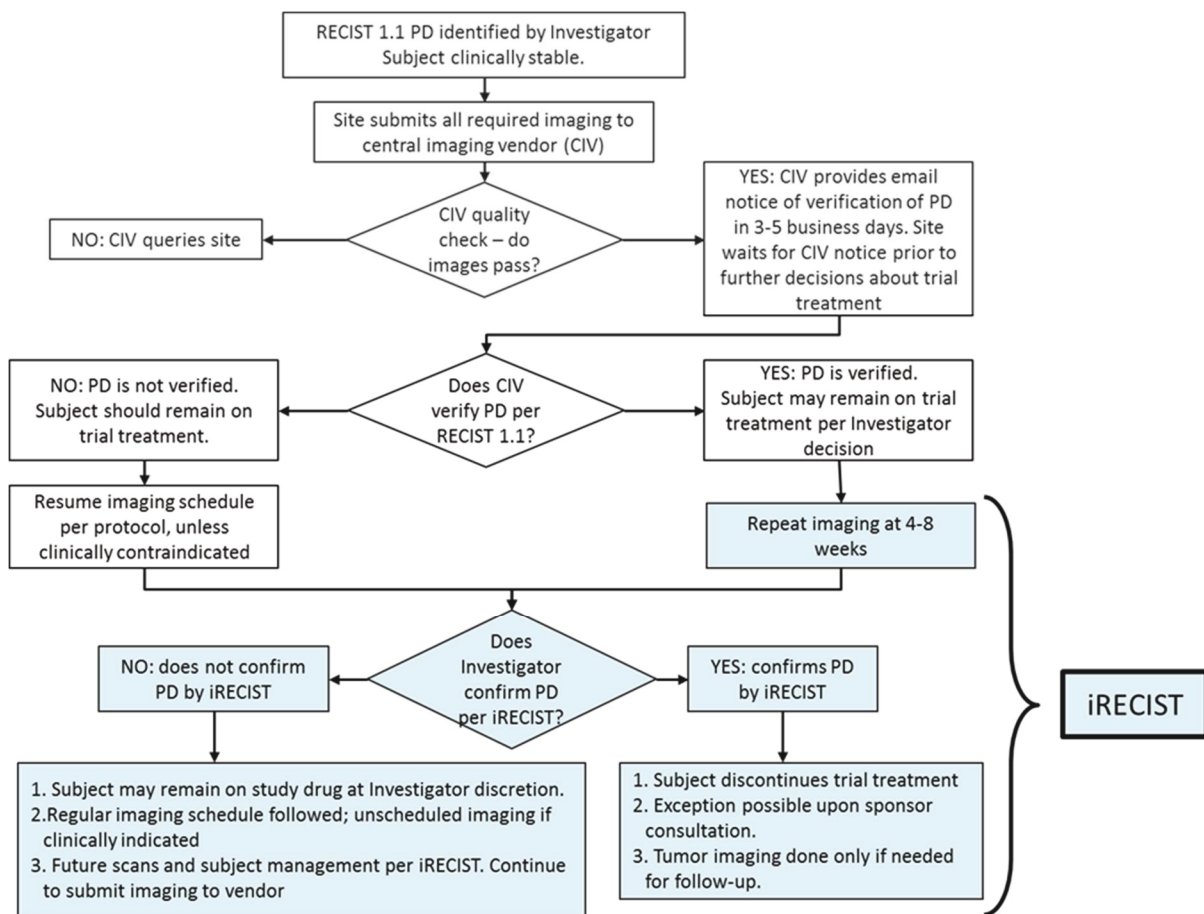 RECIST 1.1 PD identified by Investigator
Subject clinically stable.
Site submits all required imaging to
central imaging vendor (CIV)
CIV quality
check – do
images pass?
NO: CIV queries site
YES: CIV provides email
notice of verification of PD
in 3-5 business days. Site
waits for CIV notice prior to
further decisions about trial
treatment
NO: PD is not verified.
Subject should remain on
trial treatment.
Does CIV
verify PD per
RECIST 1.1?
YES: PD is verified.
Subject may remain on trial
treatment per Investigator
decision
Resume imaging schedule
per protocol, unless
clinically contraindicated
Repeat imaging at 4-8
weeks
NO: does not confirm
PD by iRECIST
Does
Investigator
confirm PD
per iRECIST?
YES: confirms PD
by iRECIST
iRECIST
1. Subject may remain on study drug at Investigator discretion.
2.Regular imaging schedule followed; unscheduled imaging if
clinically indicated
3. Future scans and subject management per iRECIST. Continue
to submit imaging to vendor
1. Subject discontinues trial treatment
2. Exception possible upon sponsor
consultation.
3. Tumor imaging done only if needed
for follow-up.